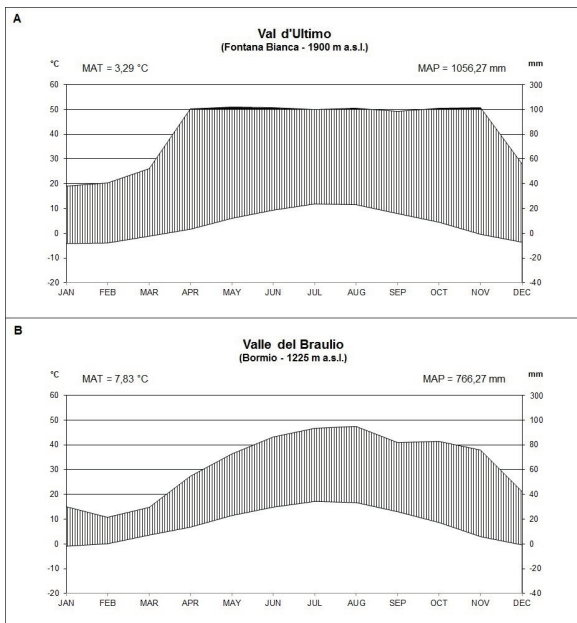 A
Val d'Ultimo
(Fontana Bianca - 1900 m a.s.l.)
°C
MAT = 3,29 °C
MAP = 1056,27 mm
mm
60
300
50
100
40
80
30
60
20
40
10
20
0
0
-10
-20
-20
-40
JAN FEB MAR APR MAY JUN JUL AUG SEP OCT NOV DEC
B
Valle del Braulio
(Bormio - 1225 m a.s.l.)
°C
MAT = 7,83 °C
MAP = 766,27 mm
mm
60
300
50
100
40
80
30
60
20
40
10
20
0
0
-10
-20
-20
-40
JAN FEB MAR APR MAY JUN JUL AUG SEP OCT NOV DEC